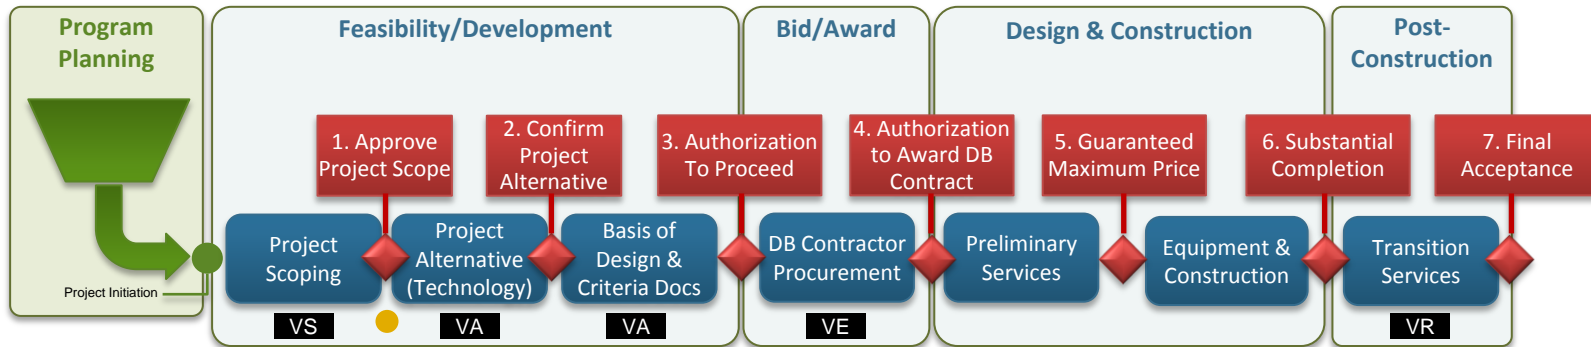 Program
Planning
Feasibility/Development
Bid/Award
Design & Construction
Post-
Construction
1. Approve
Project Scope
2. Confirm
Project
Alternative
3. Authorization
To Proceed
4. Authorization
to Award DB
Contract
5. Guaranteed
Maximum Price
6. Substantial
Completion
7. Final
Acceptance
Project
Scoping
Project
Alternative
(Technology)
Basis of
Design &
Criteria Docs
DB Contractor
Procurement
Preliminary
Services
Equipment &
Construction
Transition
Services
Project Initiation
VS
VA
VA
VE
VR